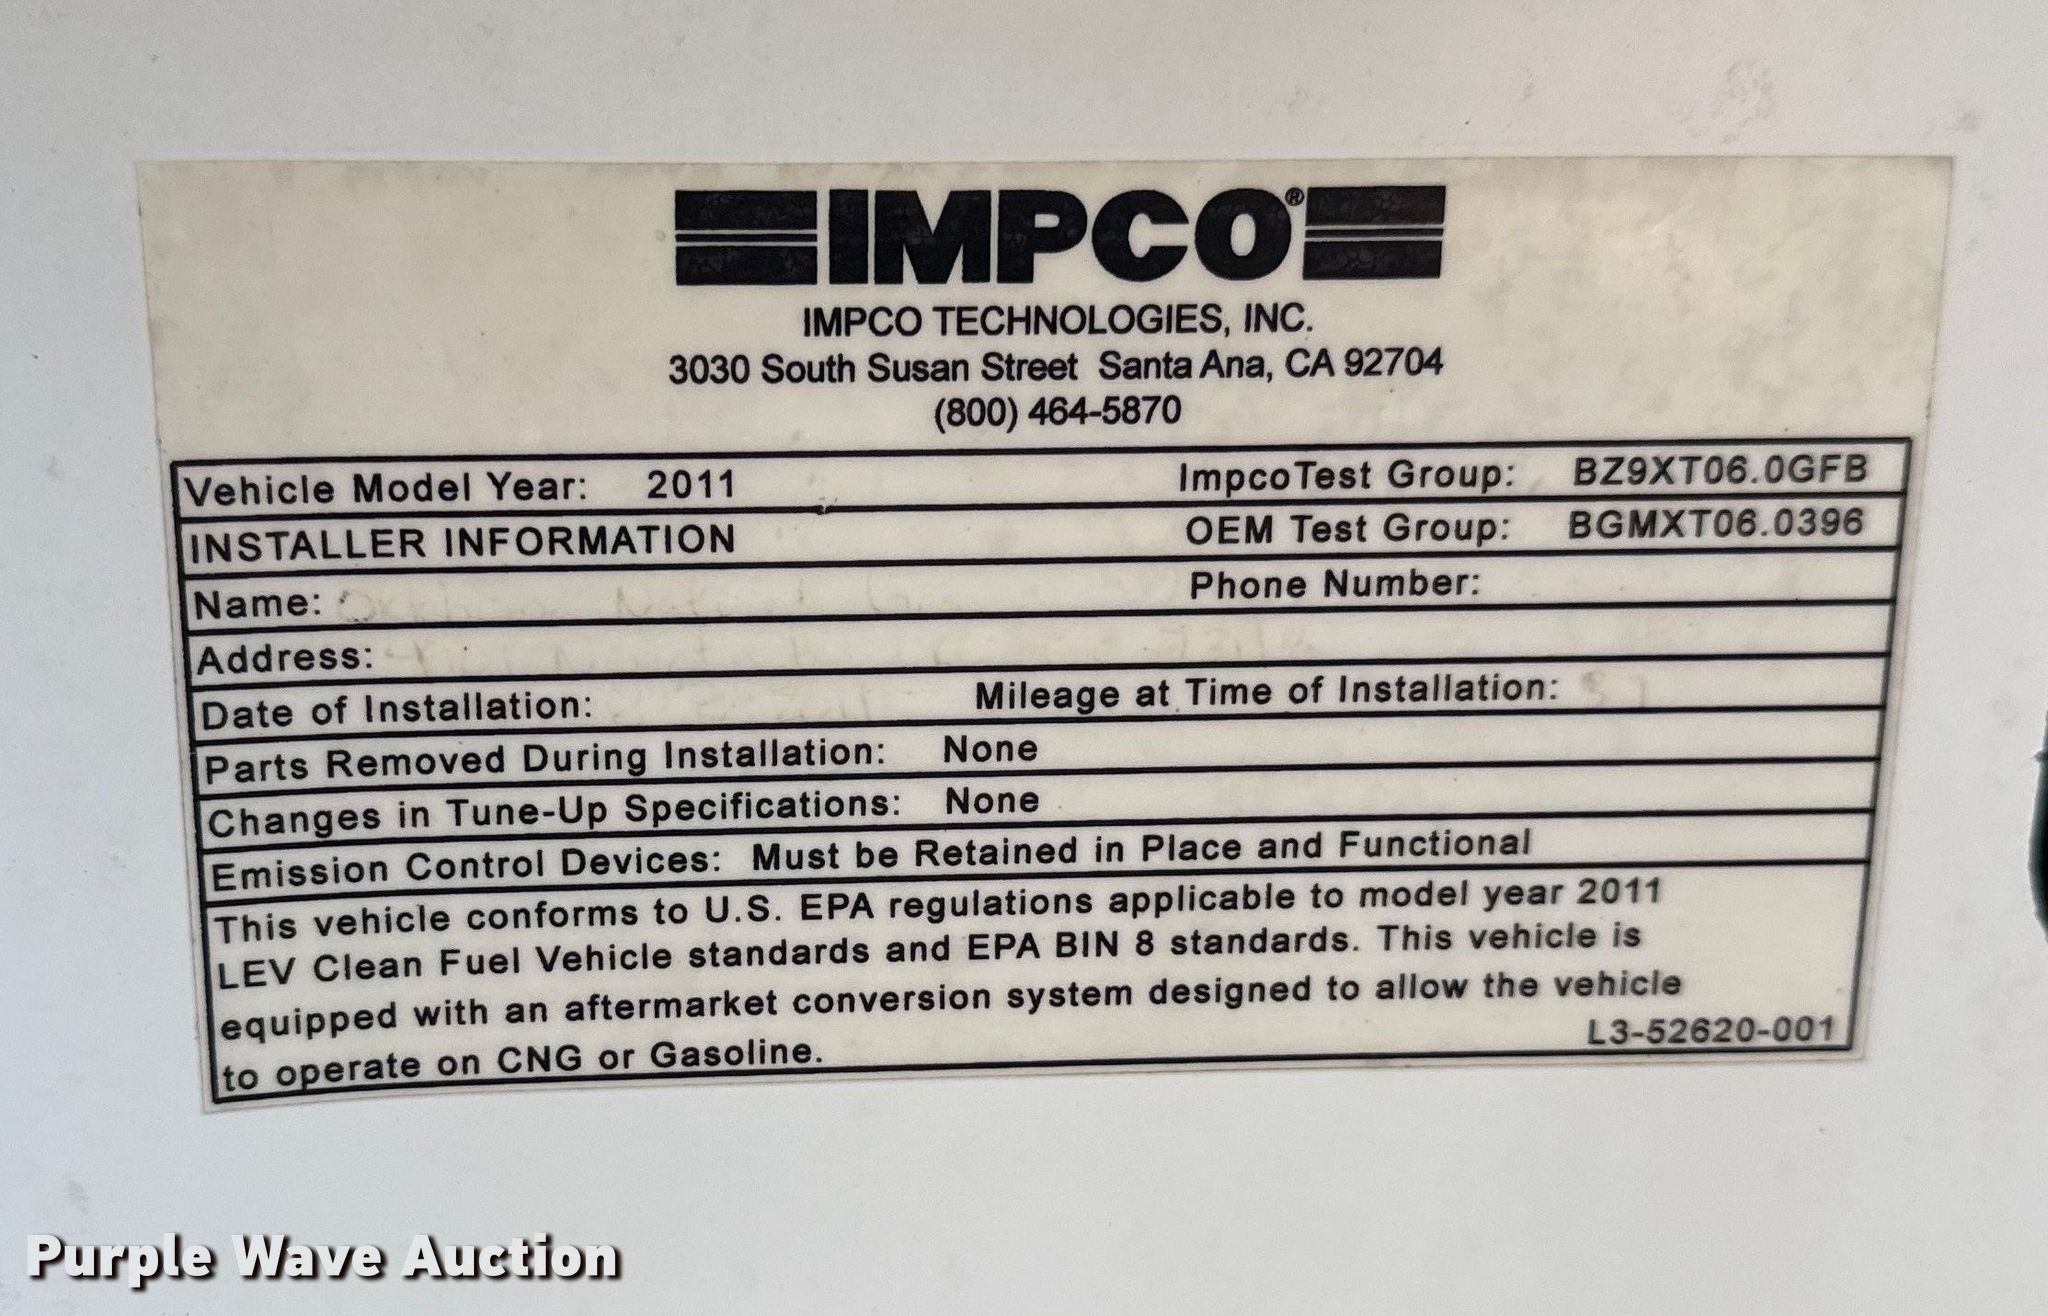 IMPCO®
IMPCO TECHNOLOGIES, INC.
3030 South Susan Street Santa Ana, CA 92704
(800) 464-5870
Vehicle Model Year: 2011 ImpcoTest Group: BZ9XT06.0GFB
INSTALLER INFORMATION OEM Test Group: BGMXT06.0396
Name: Phone Number:
Address:
Date of Installation: Mileage at Time of Installation:
Parts Removed During Installation: None
Changes in Tune-Up Specifications: None
Emission Control Devices: Must be Retained in Place and Functional
This vehicle conforms to U.S. EPA regulations applicable to model year 2011
LEV Clean Fuel Vehicle standards and EPA BIN 8 standards. This vehicle is
equipped with an aftermarket conversion system designed to allow the vehicle
to operate on CNG or Gasoline. L3-52620-001
Purple Wave Auction